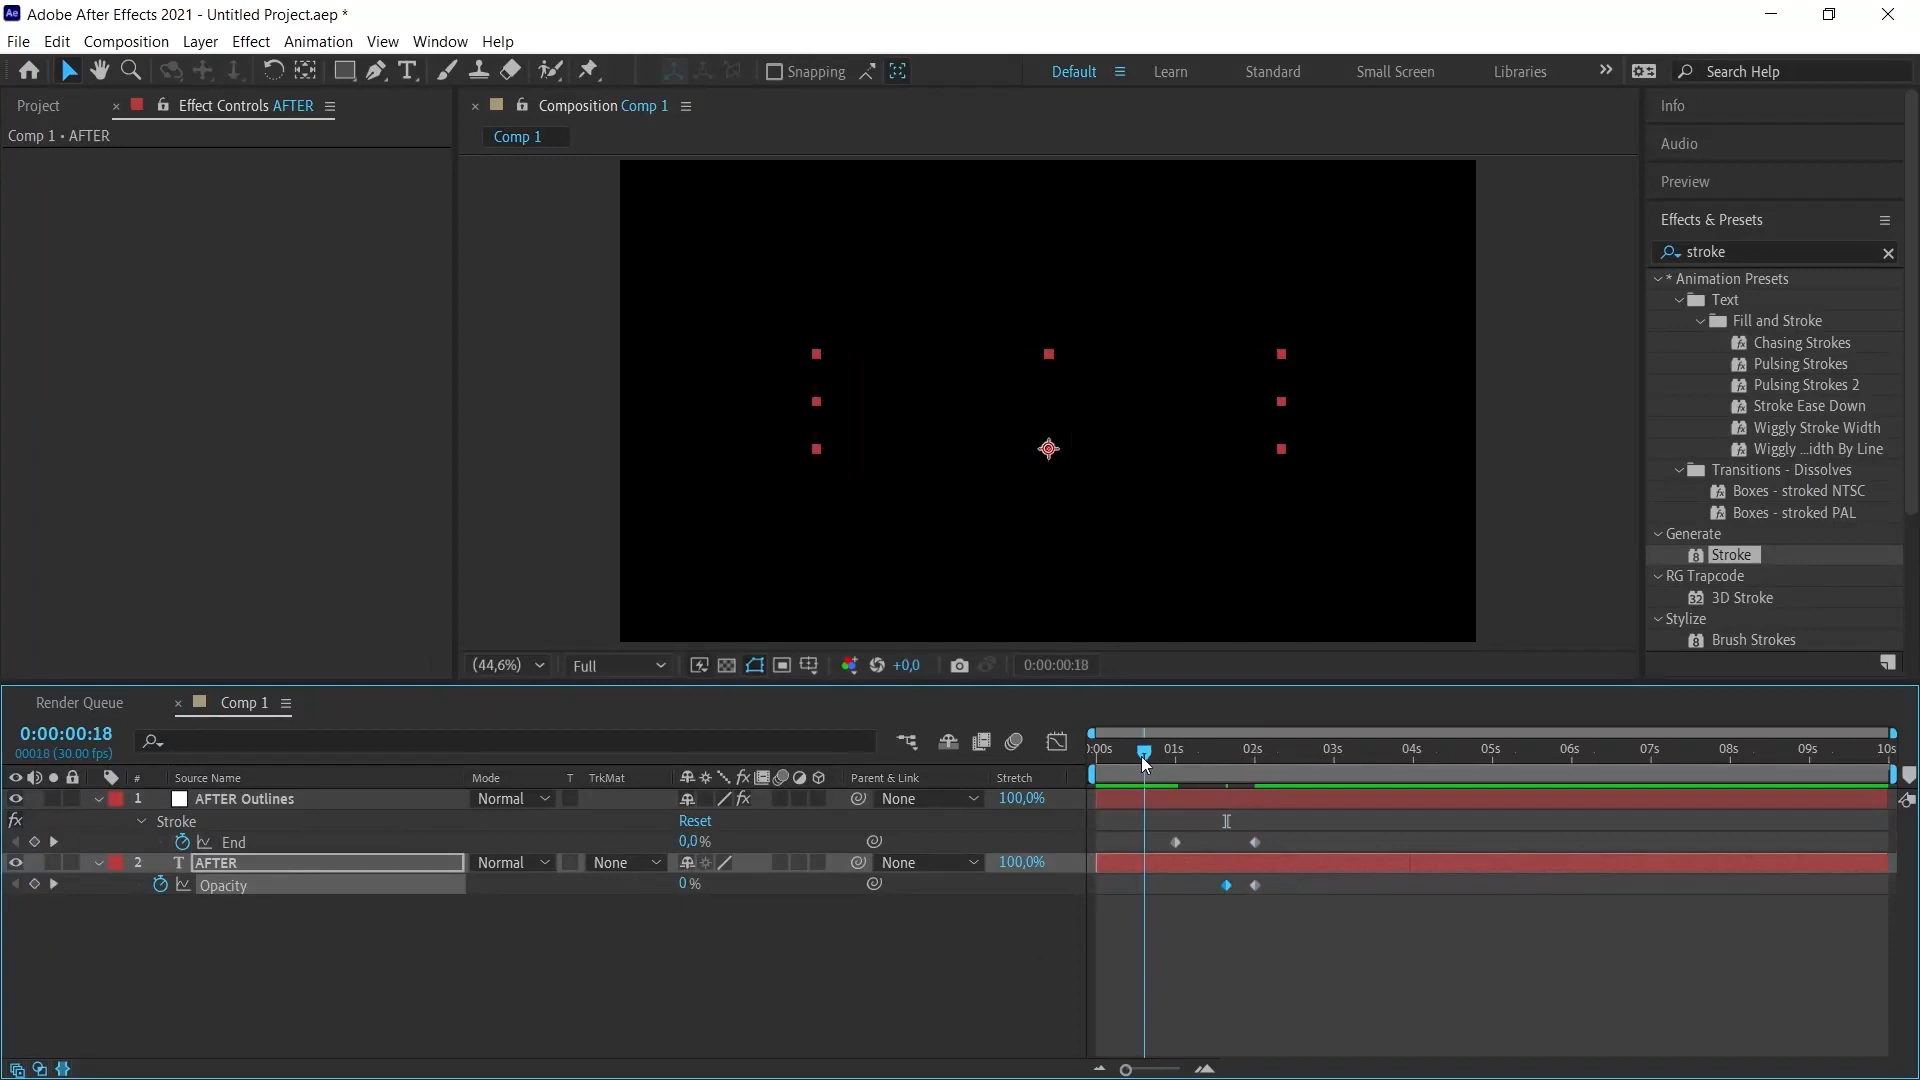 Adobe After Effects 2021 - Untitled Project.aep *
File Edit Composition Layer Effect Animation View Window Help
Snapping Default Learn Standard Small Screen Libraries Search Help
Project Effect Controls AFTER
Composition Comp 1
Comp 1 • AFTER
Comp 1
Info
Audio
Preview
Effects & Presets
stroke
* Animation Presets
Text
Fill and Stroke
Chasing Strokes
Pulsing Strokes
Pulsing Strokes 2
Stroke Ease Down
Wiggly Stroke Width
Wiggly ...idth By Line
Transitions - Dissolves
Boxes - stroked NTSC
Boxes - stroked PAL
Generate
Stroke
RG Trapcode
3D Stroke
Stylize
Brush Strokes
(44,6%) Full +0,0 0:00:00:18
Render Queue Comp 1
0:00:00:18
00018 (30.00 fps)
):00s 01s 02s 03s 04s 05s 06s 07s 08s 09s 10s
# Source Name Mode T TrkMat Parent & Link Stretch
1 AFTER Outlines Normal None 100,0%
Stroke Reset
End 0,0 %
2 T AFTER Normal None None 100,0%
Opacity 0 %